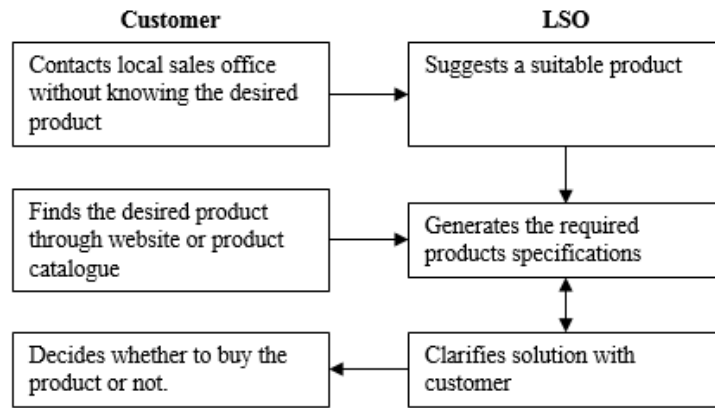 Customer
LSO
Contacts local sales office
without knowing the desired
product
Suggests a suitable product
Finds the desired product
through website or product
catalogue
Generates the required
products specifications
Decides whether to buy the
product or not.
Clarifies solution with
customer